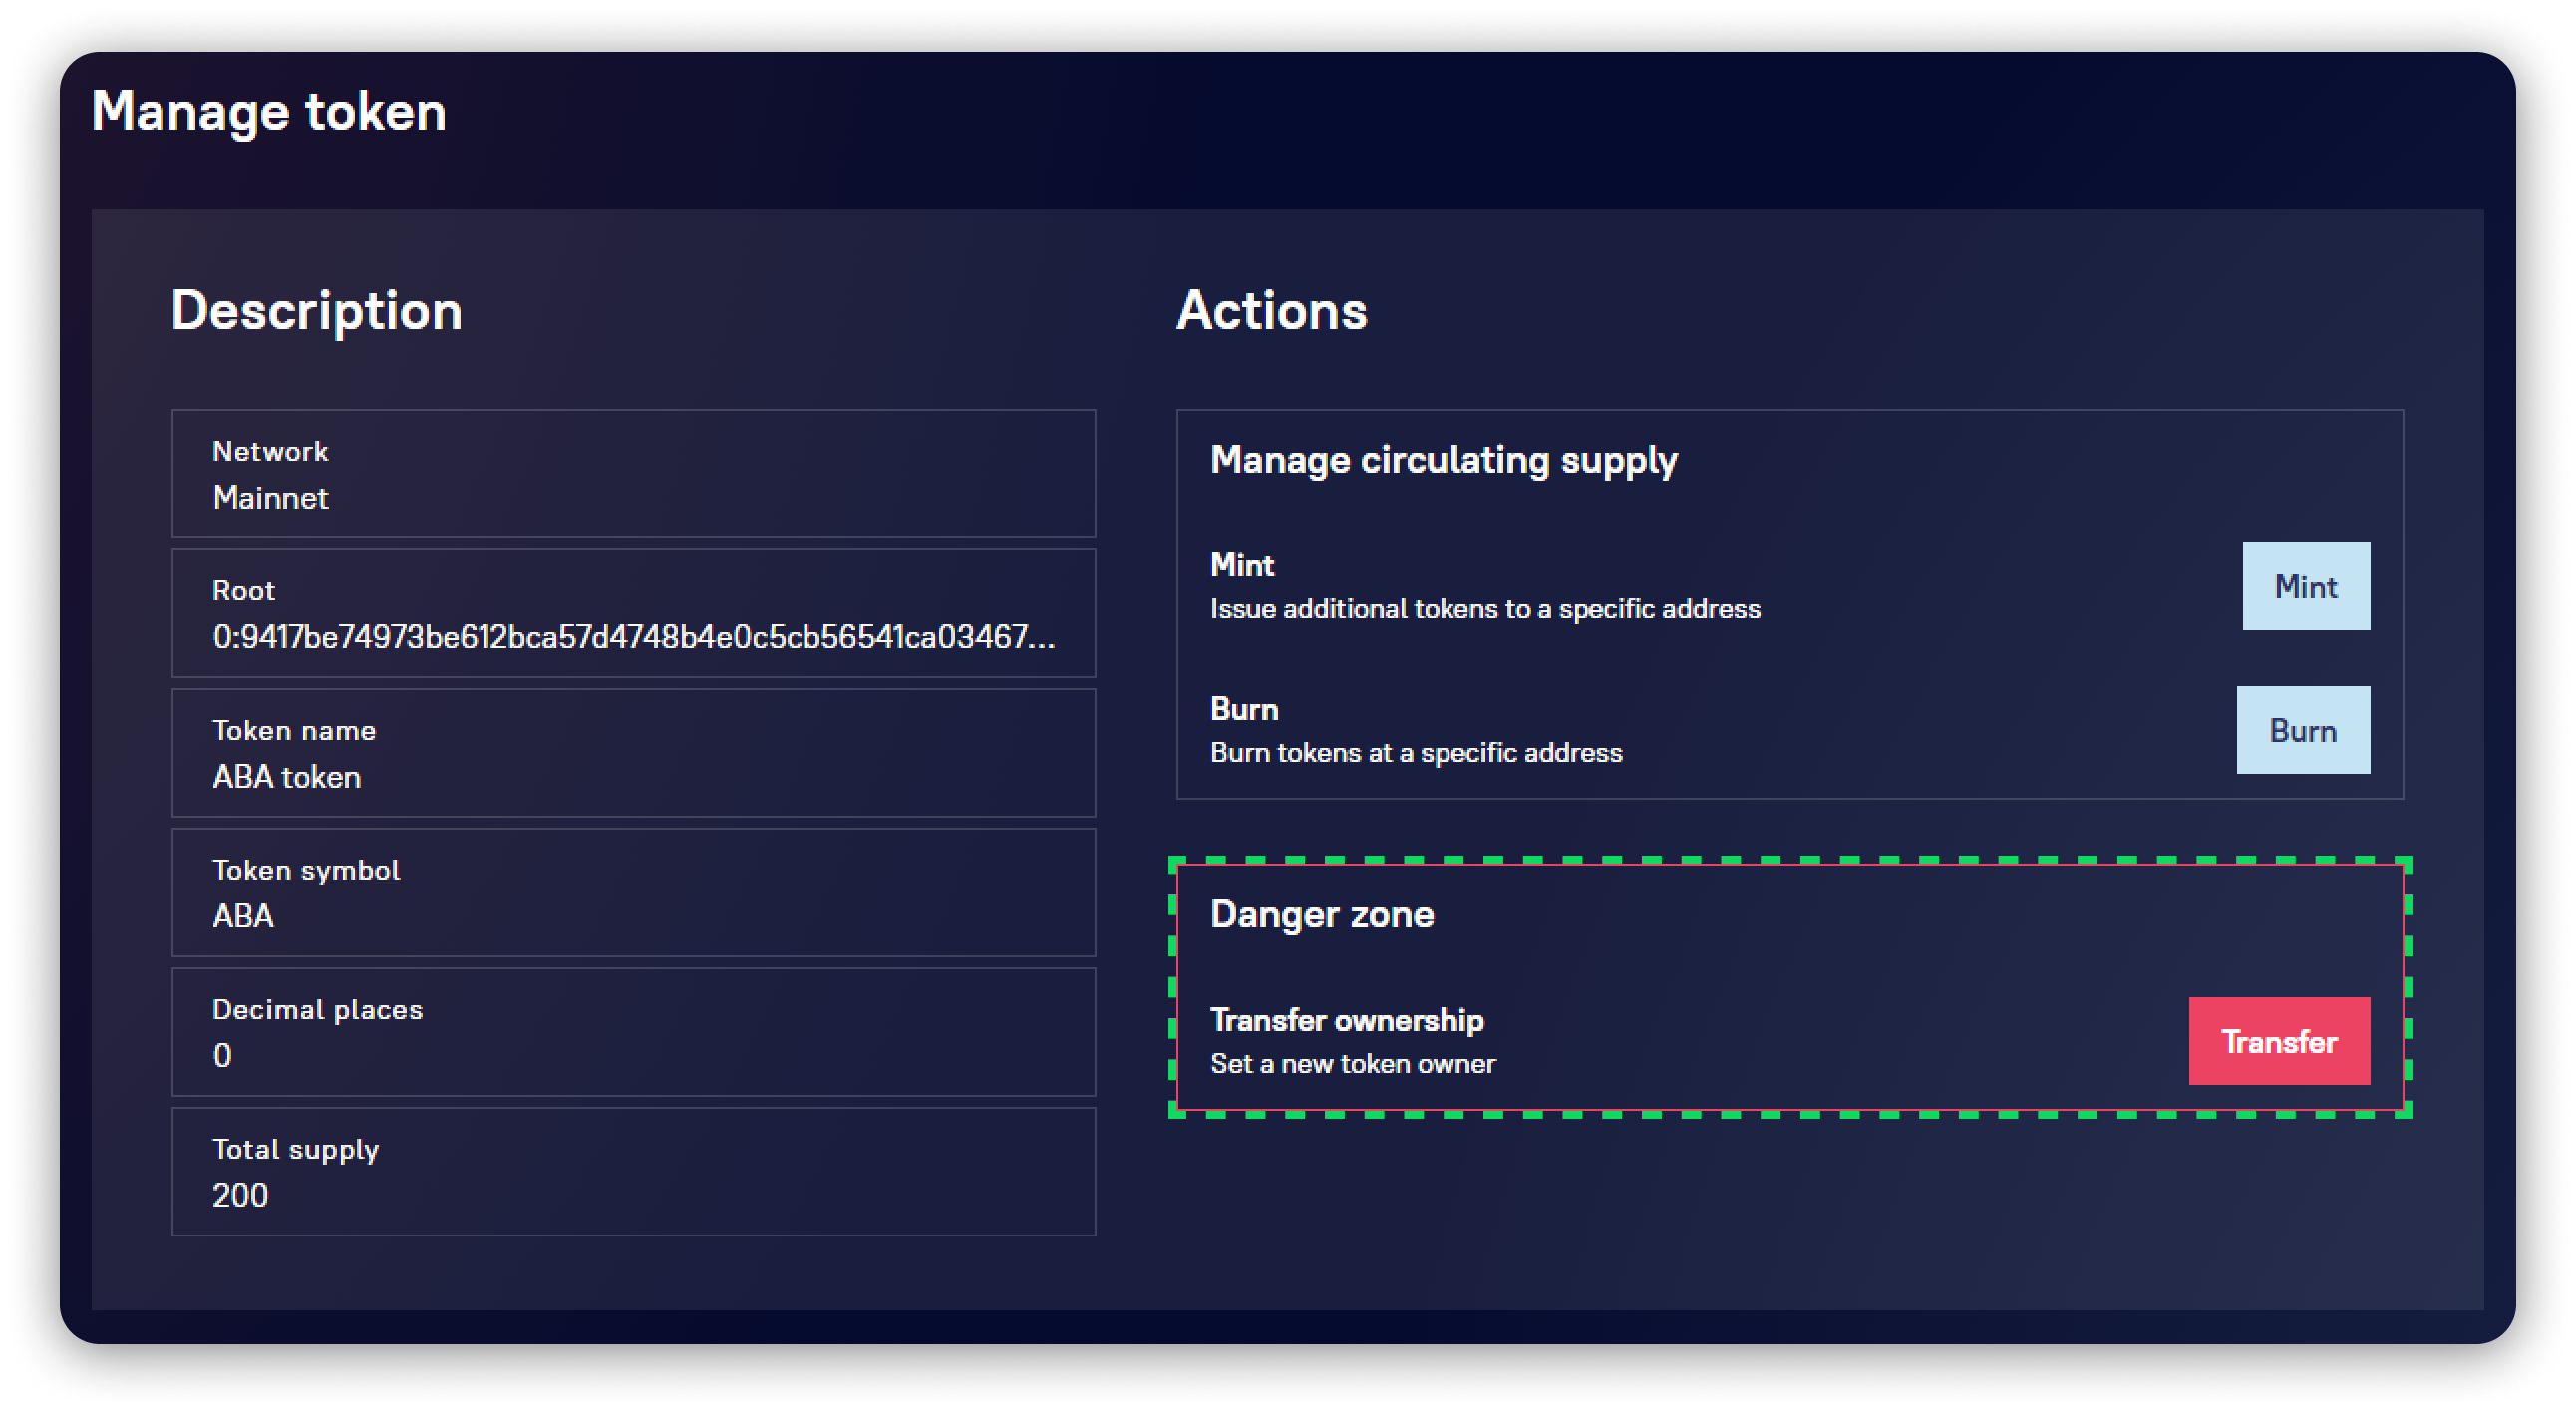 Manage token
Description
Network
Mainnet
Root
0:9417be74973be612bca57d4748b4e0c5cb56541ca03467...
Token name
ABA token
Token symbol
ABA
Decimal places
0
Total supply
200
Actions
Manage circulating supply
Mint
Issue additional tokens to a specific address
Mint
Burn
Burn tokens at a specific address
Burn
Danger zone
Transfer ownership
Set a new token owner
Transfer